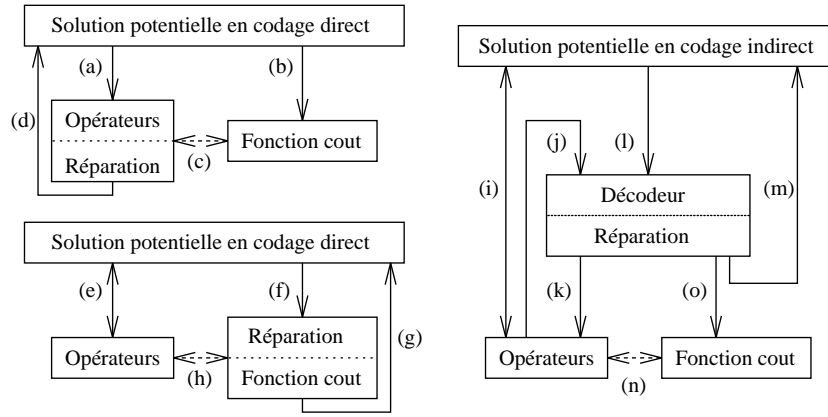 Solution potentielle en codage direct
(a)
(b)
(d)
Opérateurs
Réparation
(c)
Fonction cout
Solution potentielle en codage direct
(e)
(f)
(g)
Opérateurs
(h)
Réparation
Fonction cout
Solution potentielle en codage indirect
(i)
(j)
(l)
(m)
Décodeur
Réparation
(k)
(o)
Opérateurs
(n)
Fonction cout